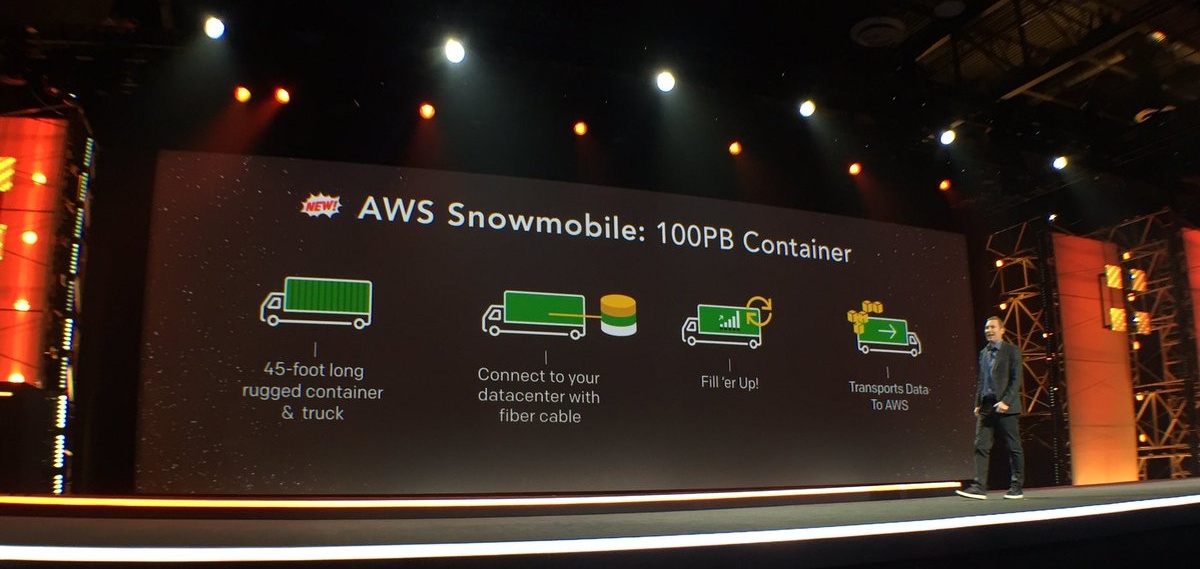 NEW!
AWS Snowmobile: 100PB Container
45-foot long
rugged container
& truck
Connect to your
datacenter with
fiber cable
Fill 'er Up!
Transports Data
To AWS